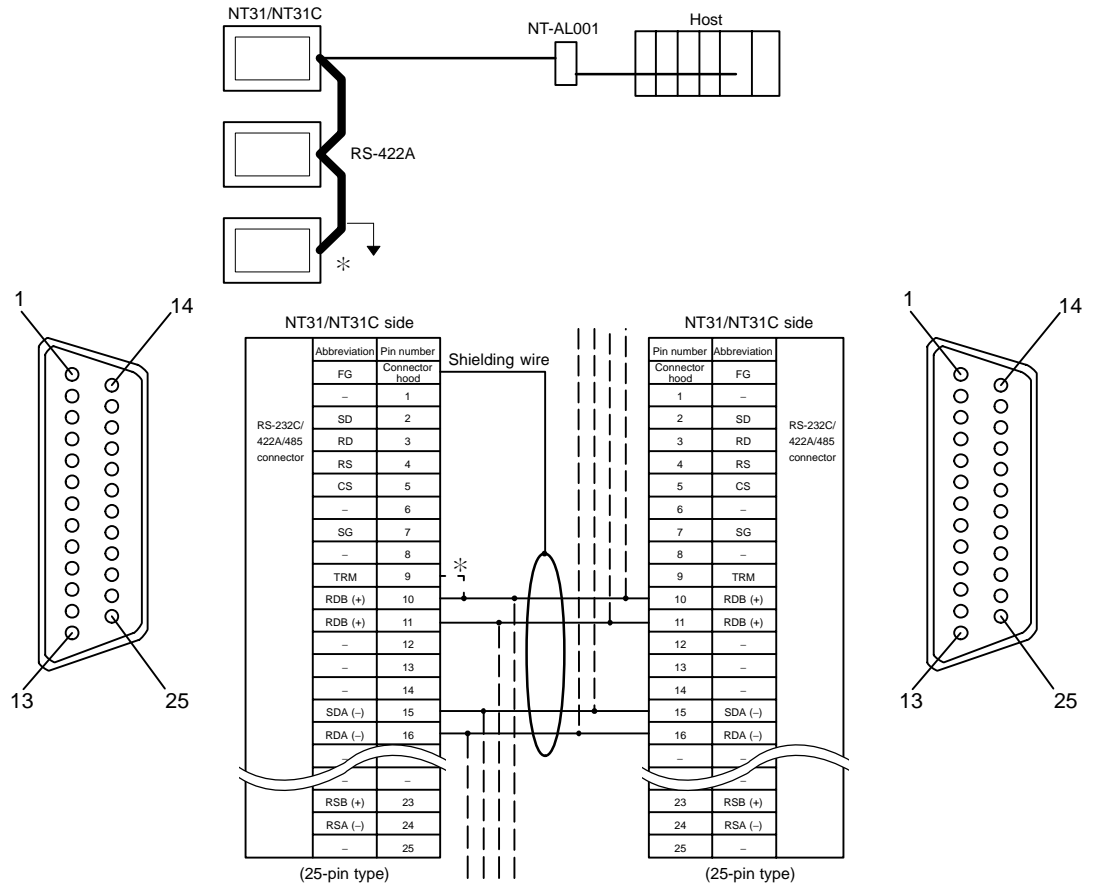 NT31/NT31C
NT-AL001
Host
RS-422A
*
1
14
13
25
NT31/NT31C side
RS-232C/
422A/485
connector
Abbreviation Pin number
FG Connector hood
– 1
SD 2
RD 3
RS 4
CS 5
– 6
SG 7
– 8
TRM 9
RDB (+) 10
RDB (+) 11
– 12
– 13
– 14
SDA (–) 15
RDA (–) 16
–
– –
RSB (+) 23
RSA (–) 24
– 25
(25-pin type)
Shielding wire
*
NT31/NT31C side
Pin number Abbreviation
Connector hood FG
1 –
2 SD
3 RD
4 RS
5 CS
6 –
7 SG
8 –
9 TRM
10 RDB (+)
11 RDB (+)
12 –
13 –
14 –
15 SDA (–)
16 RDA (–)
– –
–
23 RSB (+)
24 RSA (–)
25 –
RS-232C/
422A/485
connector
(25-pin type)
1
14
13
25